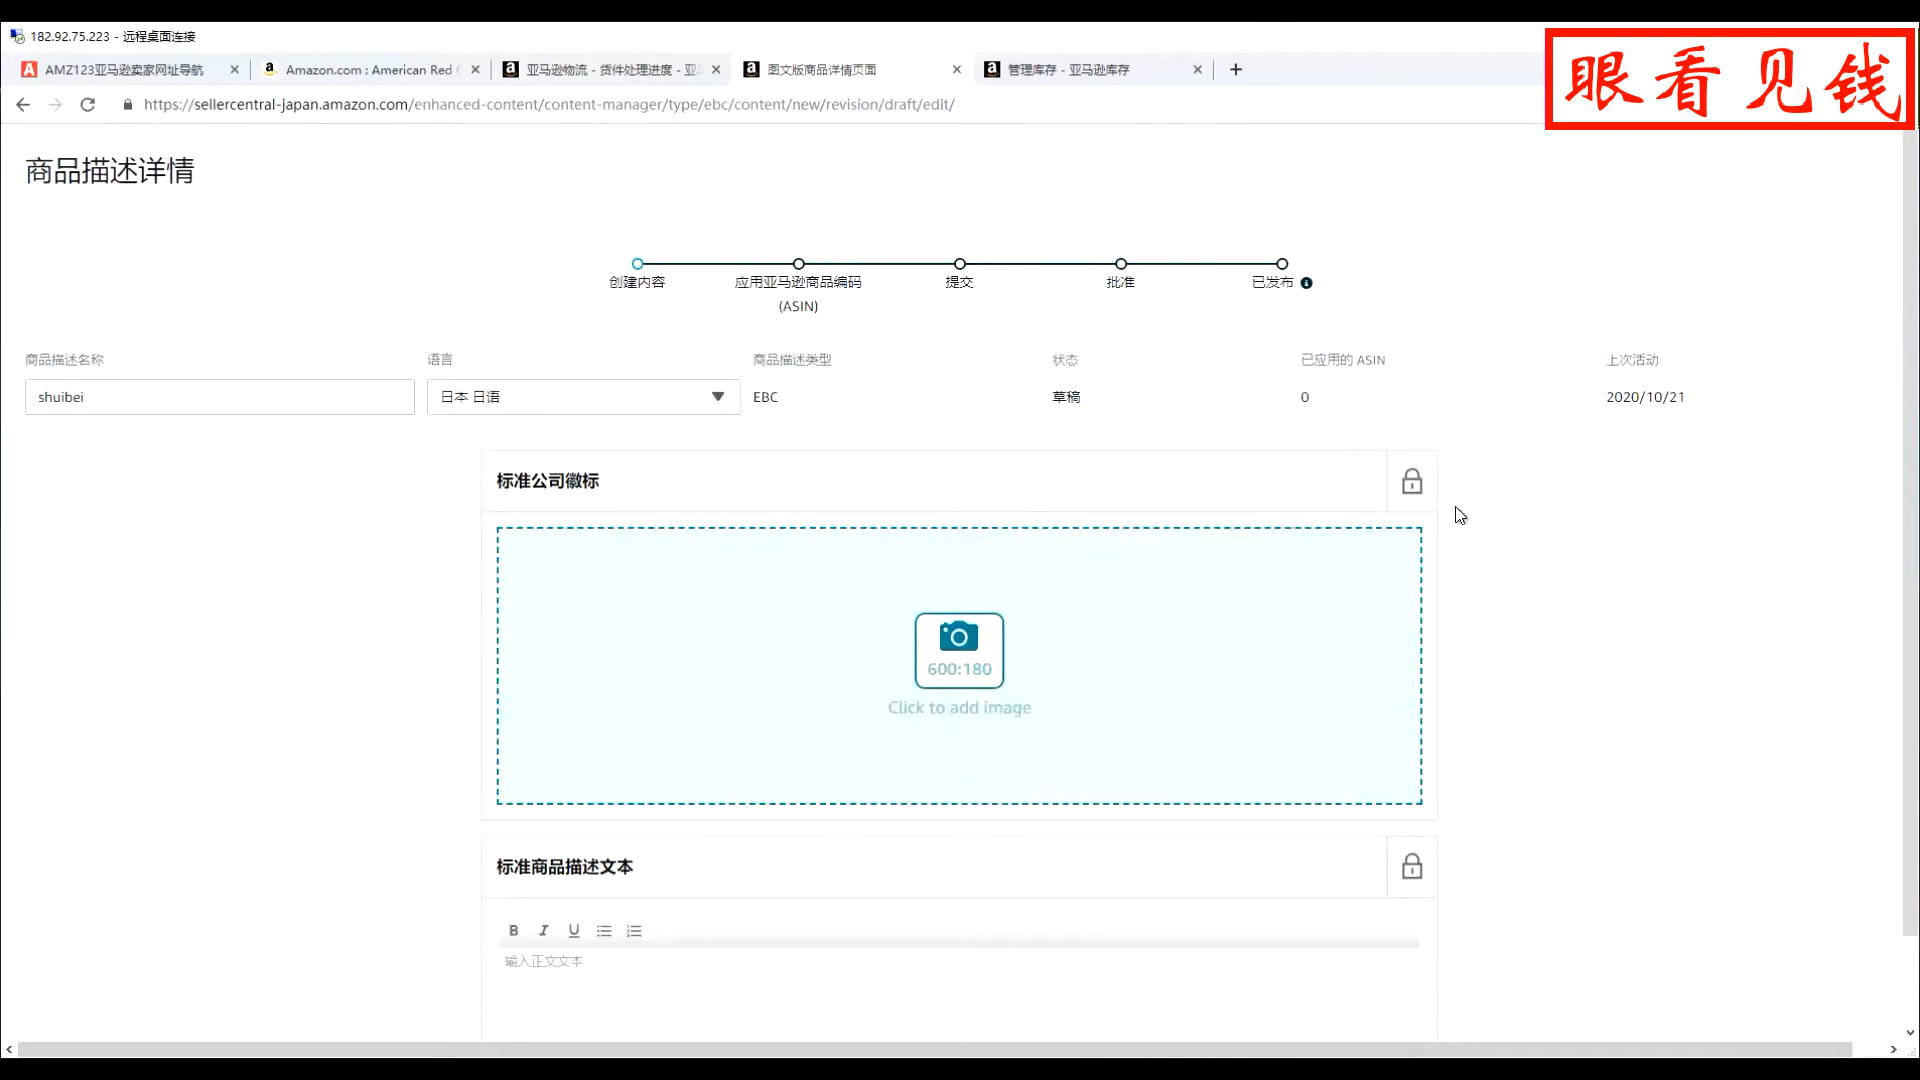 182.92.75.223 - 远程桌面连接
AMZ123亚马逊卖家网址导航
Amazon.com : American Red
亚马逊物流 - 货件处理进度 - 亚
图文版商品详情页面
管理库存 - 亚马逊库存
眼看见钱
https://sellercentral-japan.amazon.com/enhanced-content/content-manager/type/ebc/content/new/revision/draft/edit/
商品描述详情
创建内容
应用亚马逊商品编码
(ASIN)
提交
批准
已发布
商品描述名称
语言
商品描述类型
状态
已应用的 ASIN
上次活动
shuibei
日本 日语
EBC
草稿
0
2020/10/21
标准公司徽标
600:180
Click to add image
标准商品描述文本
B I U
输入正文文本